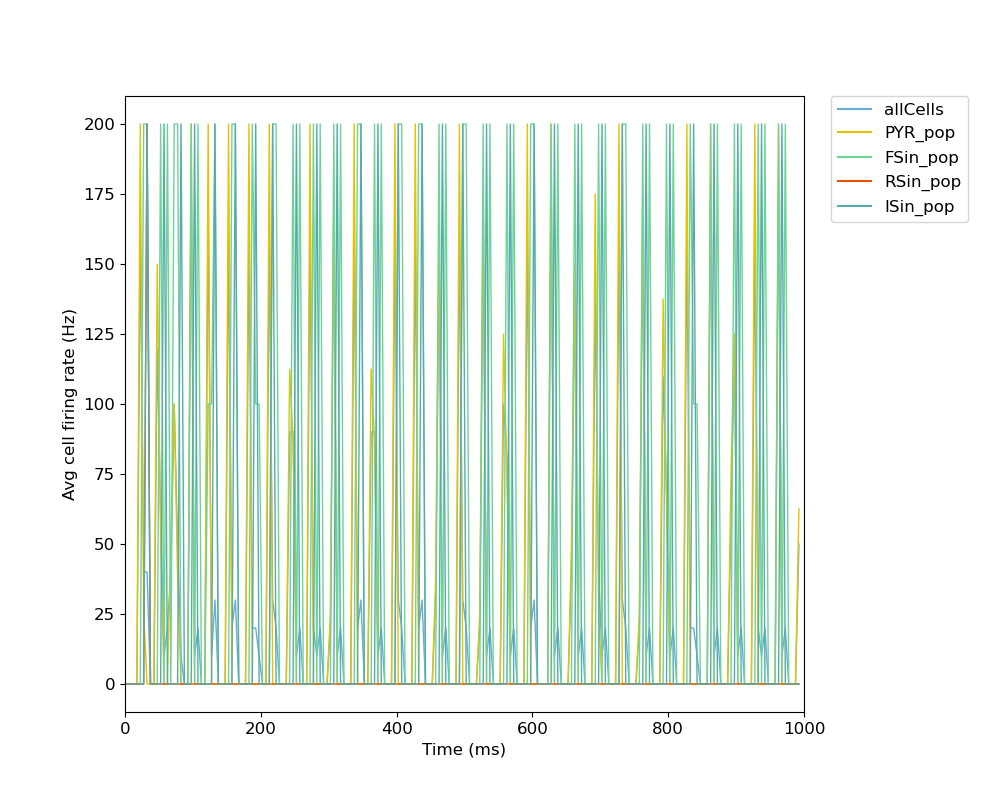 allCells
PYR_pop
FSin_pop
RSin_pop
ISin_pop
200
175
150
125
100
75
50
25
0
Avg cell firing rate (Hz)
0 200 400 600 800 1000
Time (ms)